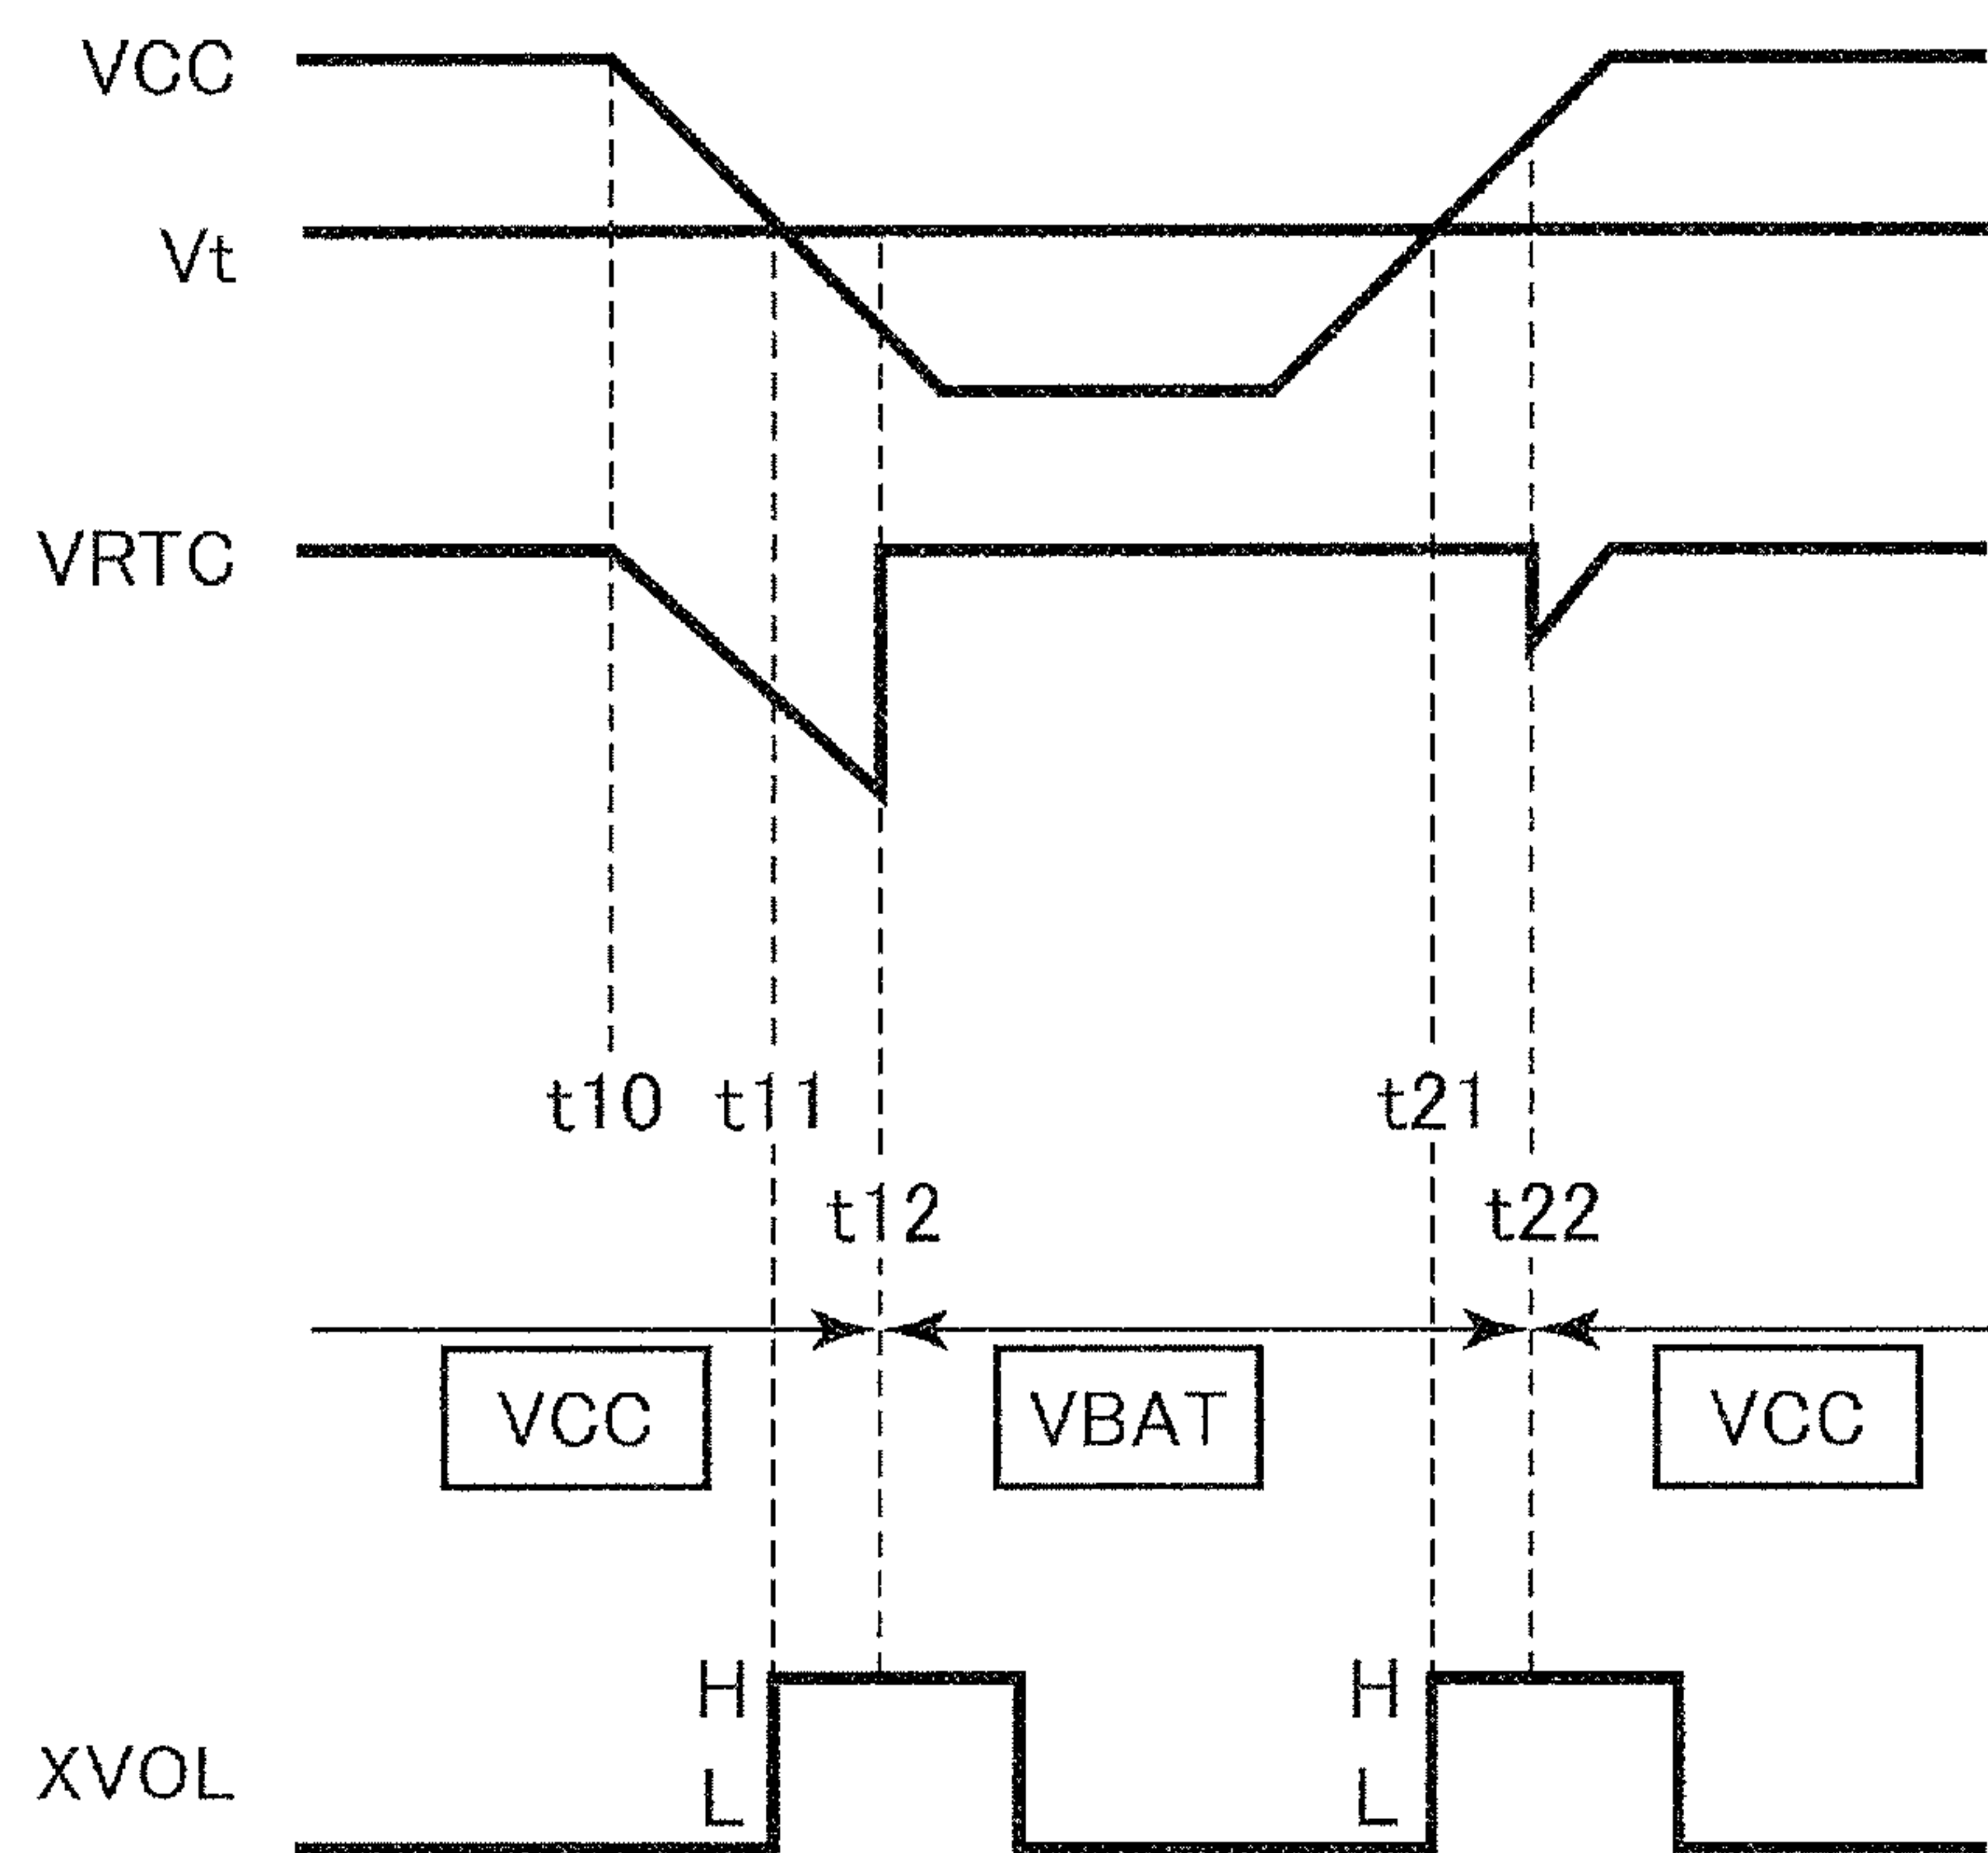 VCC
Vt
VRTC
t10 t11 t21
t12 t22
VCC VBAT VCC
H H
XVOL L L